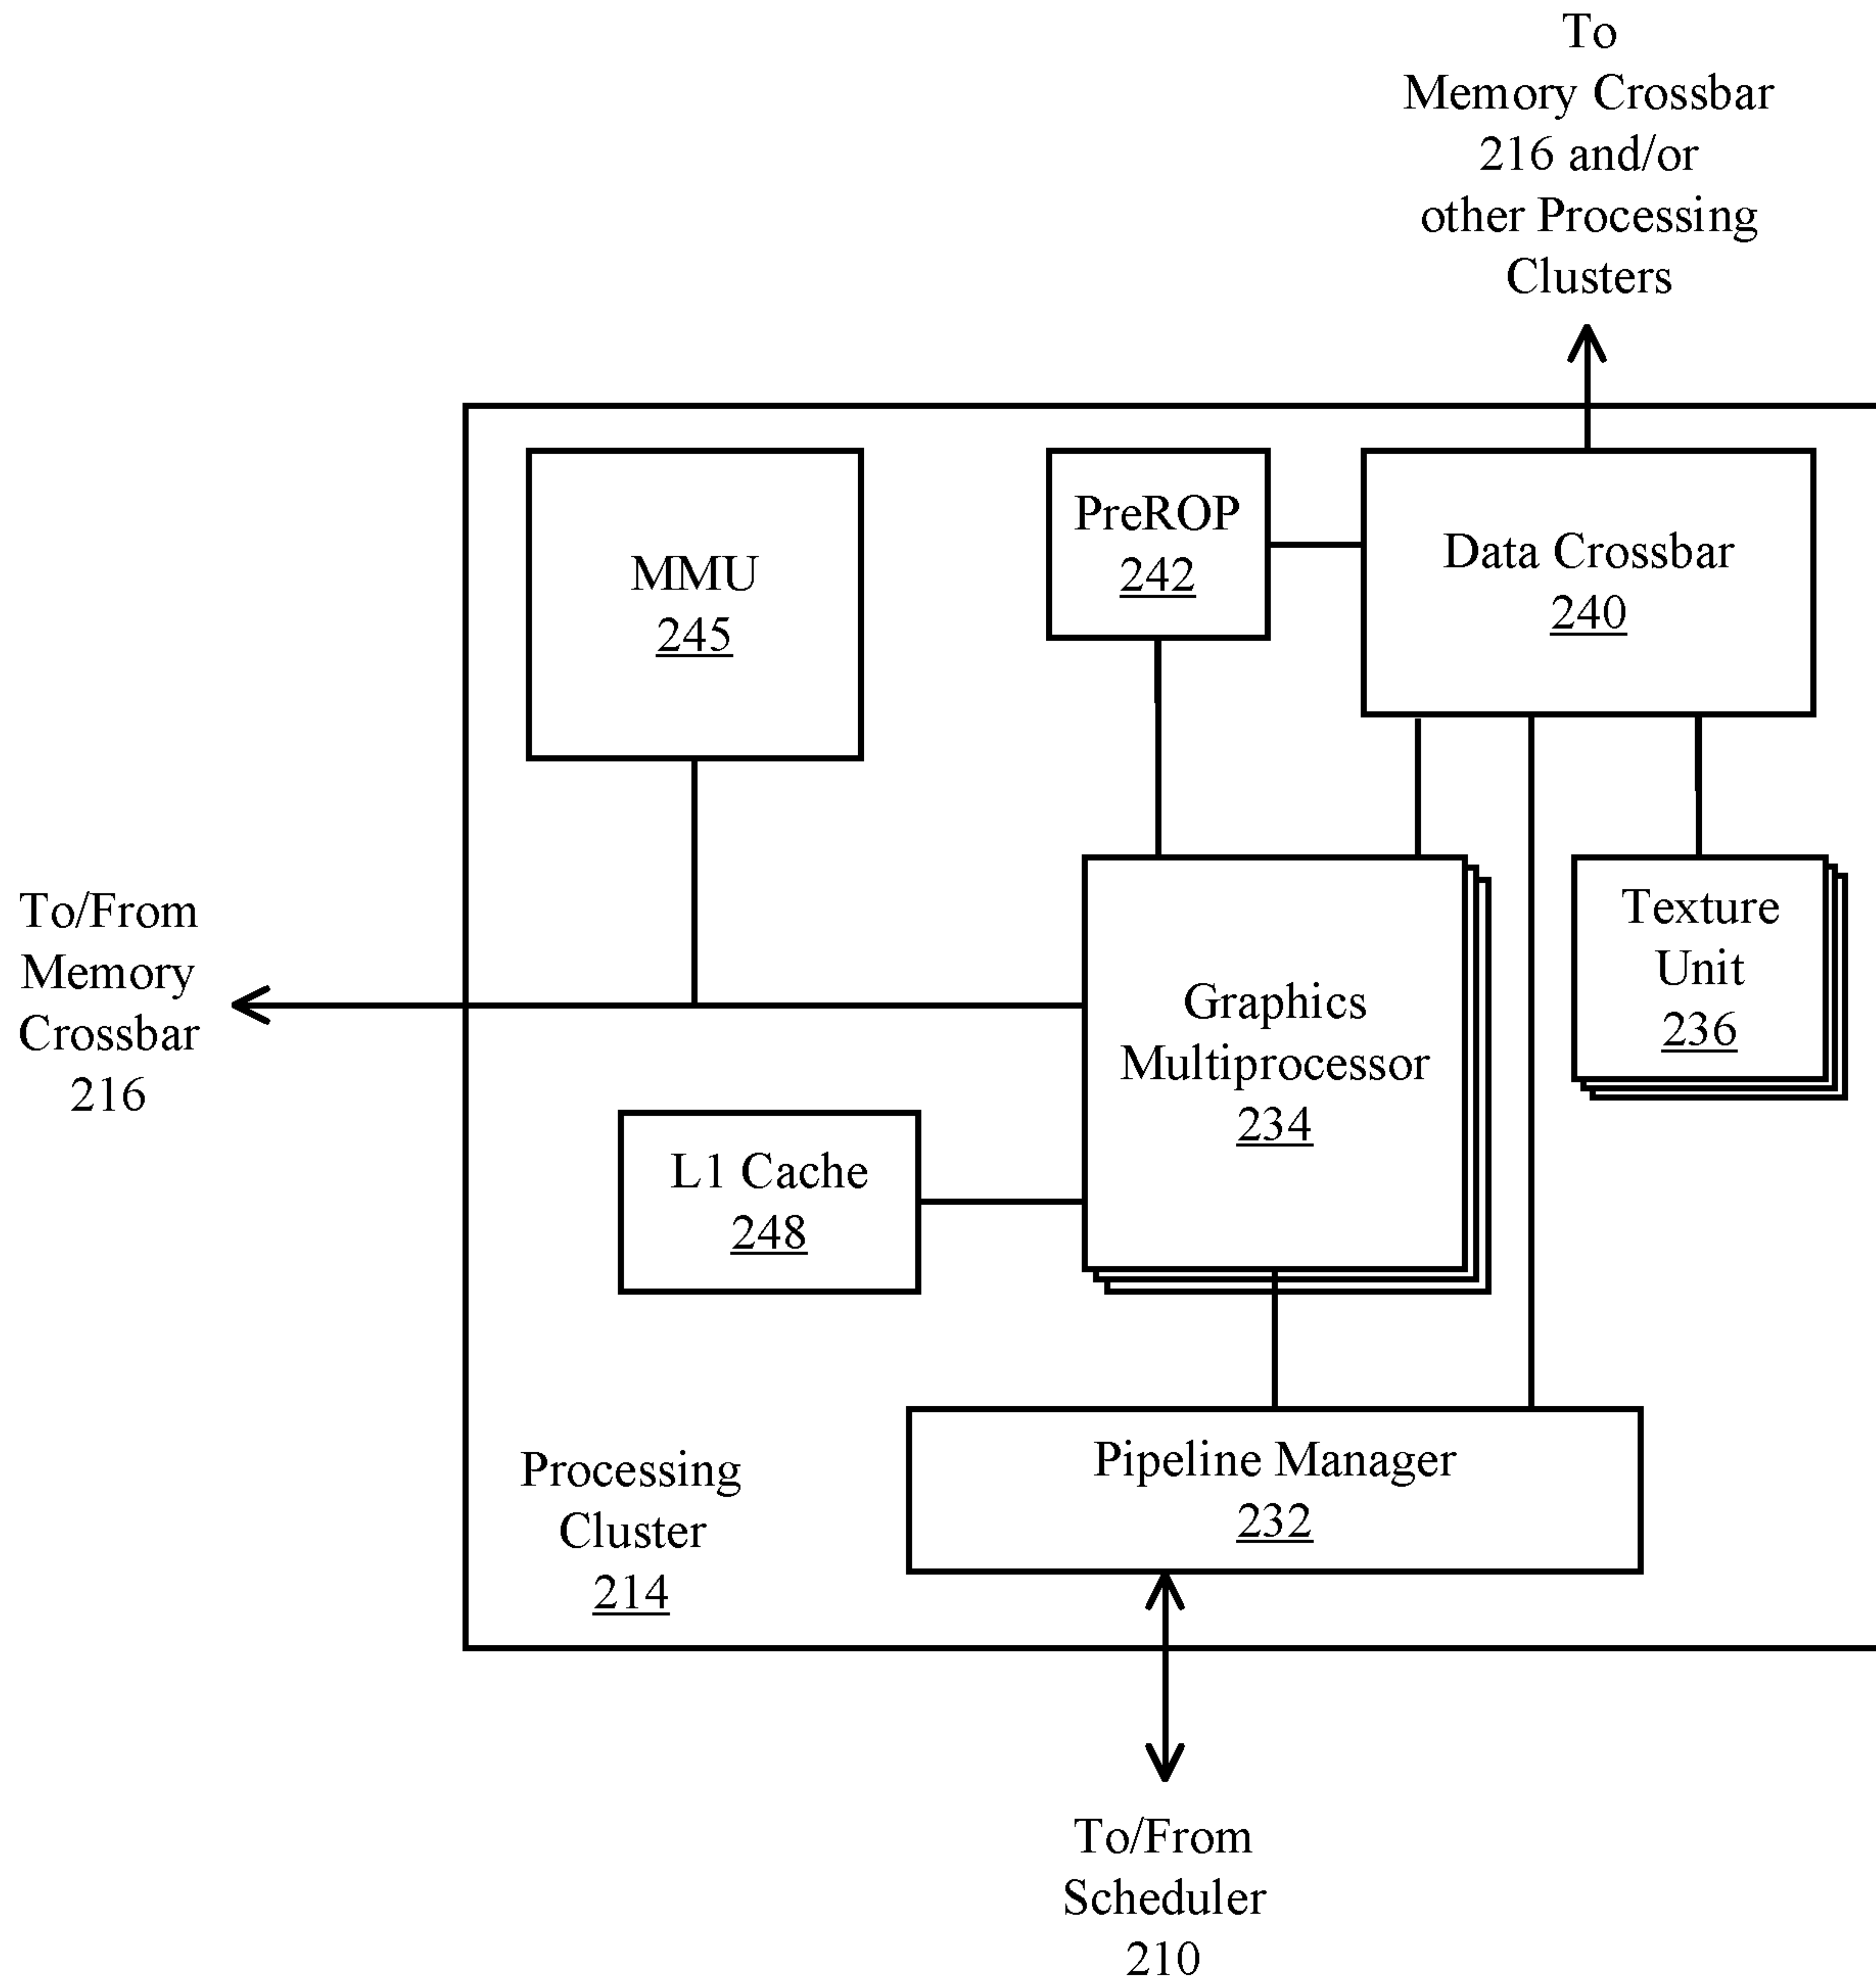 To
Memory Crossbar
216 and/or
other Processing
Clusters
MMU
245
PreROP
242
Data Crossbar
240
To/From
Memory
Crossbar
216
Graphics
Multiprocessor
234
Texture
Unit
236
L1 Cache
248
Pipeline Manager
232
Processing
Cluster
214
To/From
Scheduler
210